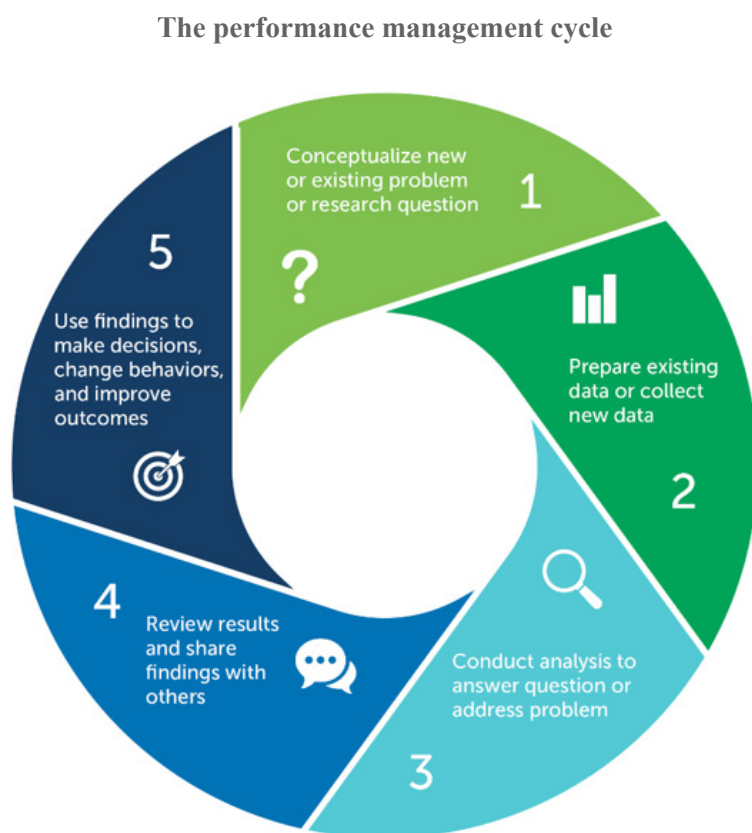 The performance management cycle
Conceptualize new
or existing problem
or research question
1
?
Prepare existing
data or collect
new data
2
Conduct analysis to
answer question or
address problem
3
4
Review results
and share
findings with
others
5
Use findings to
make decisions,
change behaviors,
and improve
outcomes